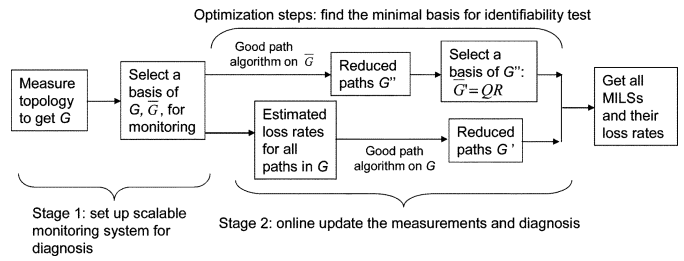 Optimization steps: find the minimal basis for identifiability test
Measure
topology
to get G
Select a
basis of
G, G̅, for
monitoring
Good path
algorithm on G̅
Reduced
paths G"
Select a
basis of G":
G̅' = QR
Estimated
loss rates
for all
paths in G
Good path
algorithm on G
Reduced
paths G '
Get all
MILSs
and their
loss rates
Stage 1: set up scalable
monitoring system for
diagnosis
Stage 2: online update the measurements and diagnosis